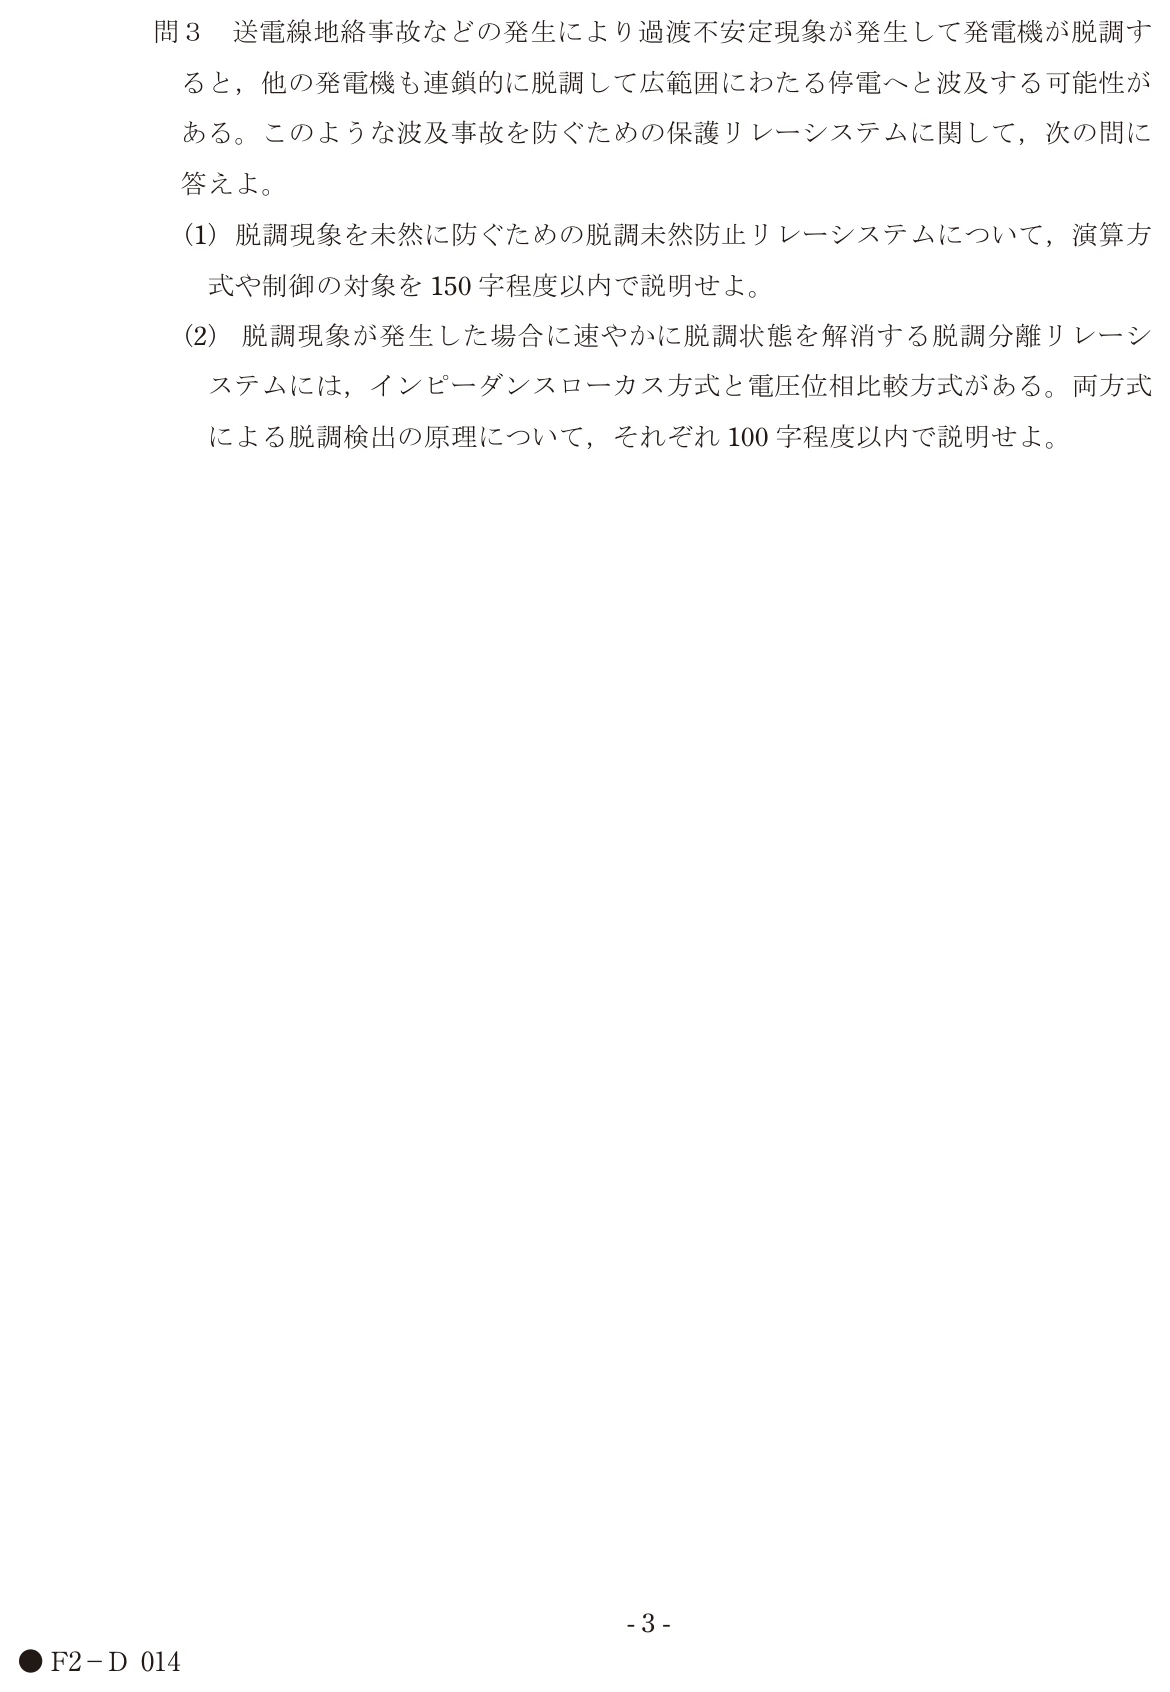 問３　送電線地絡事故などの発生により過渡不安定現象が発生して発電機が脱調す
ると，他の発電機も連鎖的に脱調して広範囲にわたる停電へと波及する可能性が
ある。このような波及事故を防ぐための保護リレーシステムに関して，次の問に
答えよ。
(1) 脱調現象を未然に防ぐための脱調未然防止リレーシステムについて，演算方
式や制御の対象を 150 字程度以内で説明せよ。
(2) 脱調現象が発生した場合に速やかに脱調状態を解消する脱調分離リレーシ
ステムには，インピーダンスローカス方式と電圧位相比較方式がある。両方式
による脱調検出の原理について，それぞれ 100 字程度以内で説明せよ。
- 3 -
● F2－D 014